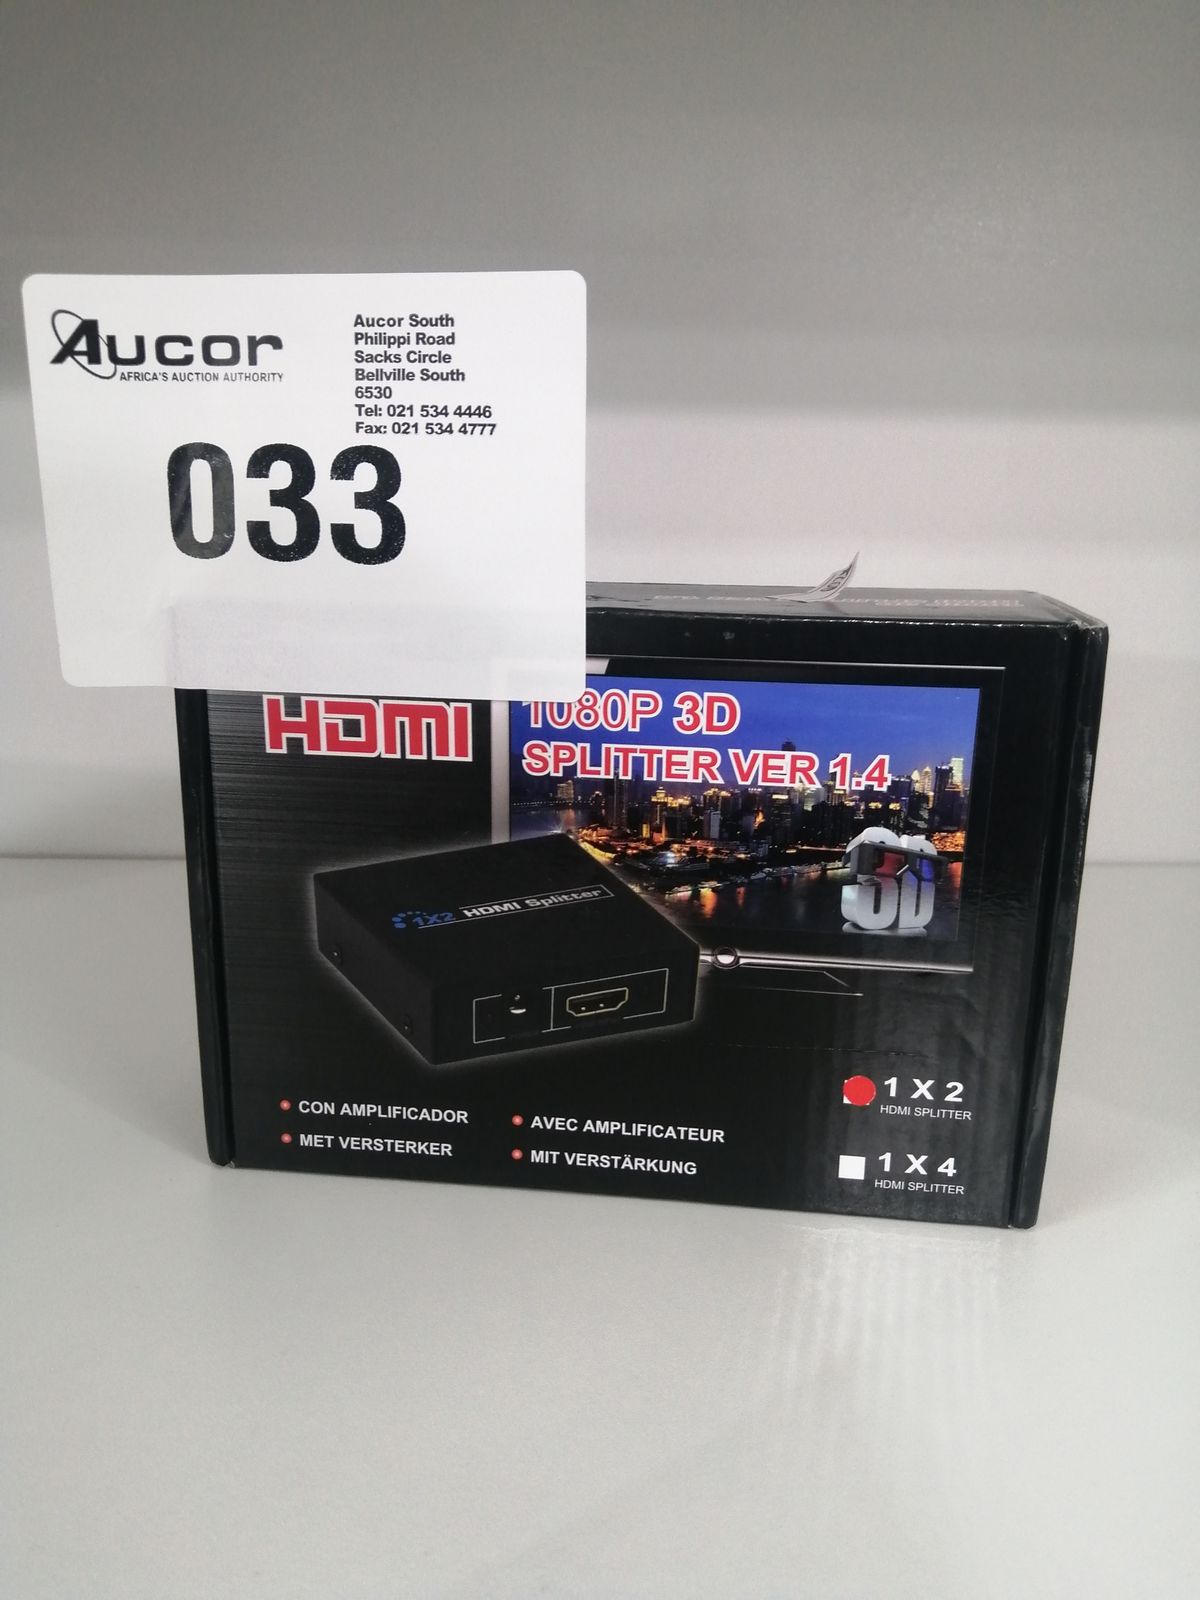 Aucor
AFRICA'S AUCTION AUTHORITY
Aucor South
Philippi Road
Sacks Circle
Bellville South
6530
Tel: 021 534 4446
Fax: 021 534 4777
033
HDMI
1080P 3D
SPLITTER VER 1.4
3D
1X2 HDMI Splitter
CON AMPLIFICADOR
MET VERSTERKER
AVEC AMPLIFICATEUR
MIT VERSTÄRKUNG
1 X 2
HDMI SPLITTER
1 X 4
HDMI SPLITTER